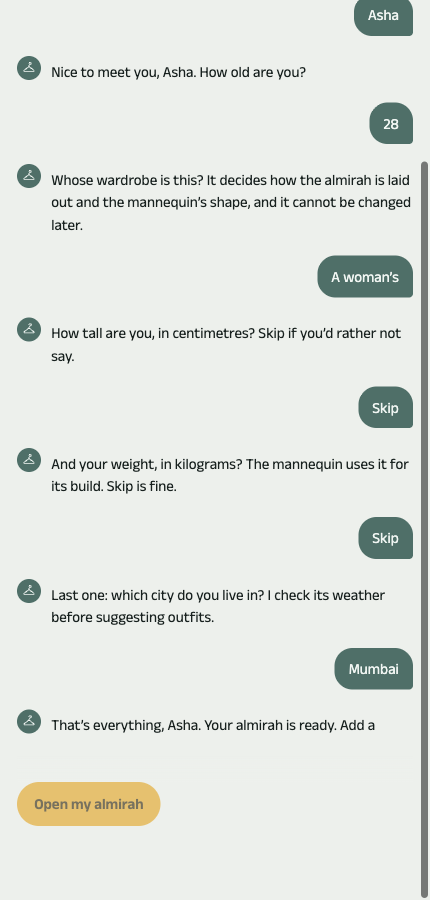 Asha
Nice to meet you, Asha. How old are you?
28
Whose wardrobe is this? It decides how the almirah is laid
out and the mannequin’s shape, and it cannot be changed
later.
A woman’s
How tall are you, in centimetres? Skip if you’d rather not
say.
Skip
And your weight, in kilograms? The mannequin uses it for
its build. Skip is fine.
Skip
Last one: which city do you live in? I check its weather
before suggesting outfits.
Mumbai
That’s everything, Asha. Your almirah is ready. Add a
Open my almirah